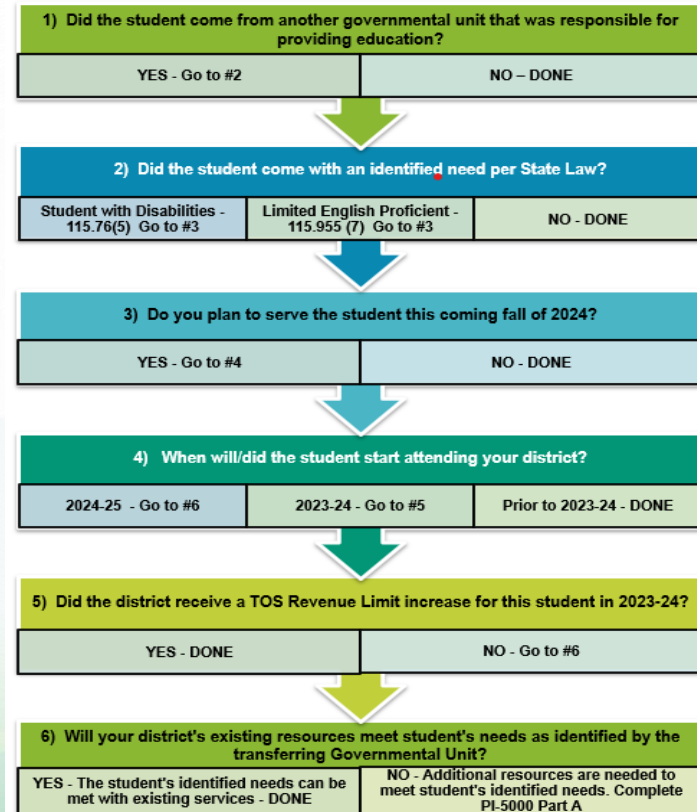 1) Did the student come from another governmental unit that was responsible for
providing education?
YES - Go to #2
NO – DONE
2) Did the student come with an identified need per State Law?
Student with Disabilities -
115.76(5) Go to #3
Limited English Proficient -
115.955 (7) Go to #3
NO - DONE
3) Do you plan to serve the student this coming fall of 2024?
YES - Go to #4
NO - DONE
4) When will/did the student start attending your district?
2024-25 - Go to #6
2023-24 - Go to #5
Prior to 2023-24 - DONE
5) Did the district receive a TOS Revenue Limit increase for this student in 2023-24?
YES - DONE
NO - Go to #6
6) Will your district's existing resources meet student's needs as identified by the
transferring Governmental Unit?
YES - The student's identified needs can be
met with existing services - DONE
NO - Additional resources are needed to
meet student's identified needs. Complete
PI-5000 Part A